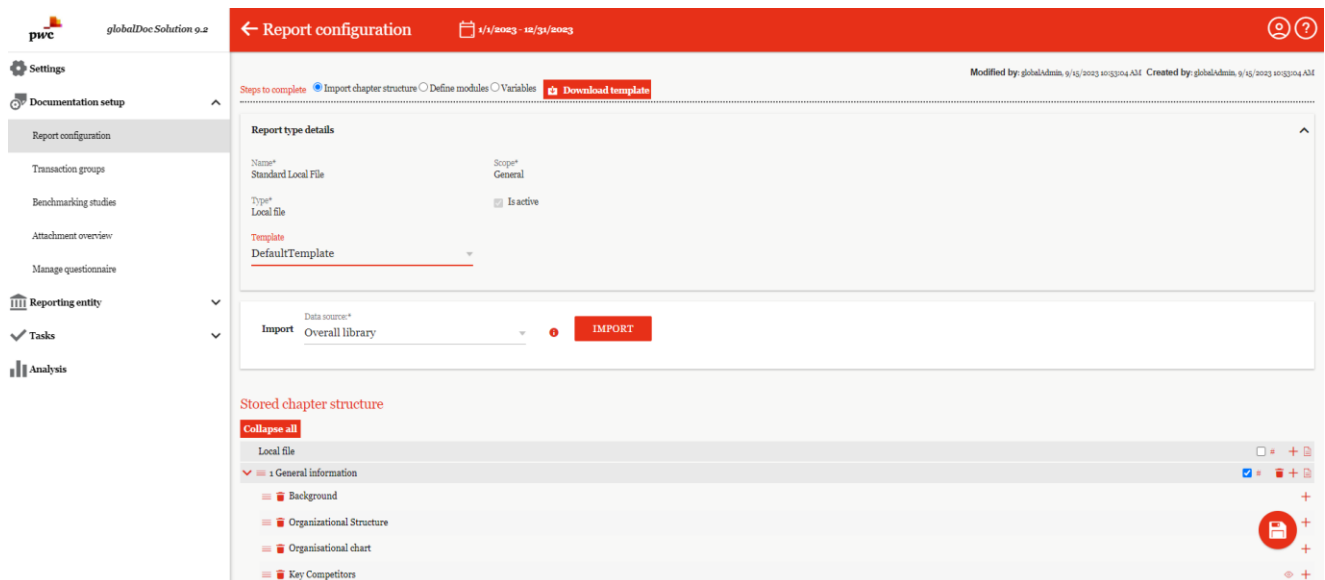 pwc
globalDoc Solution 9.2
Report configuration
1/1/2023 - 12/31/2023
Settings
Documentation setup
Report configuration
Transaction groups
Benchmarking studies
Attachment overview
Manage questionnaire
Reporting entity
Tasks
Analysis
Modified by: globalAdmin, 9/15/2023 10:53:04 AM Created by: globalAdmin, 9/15/2023 10:53:04 AM
Steps to complete Import chapter structure Define modules Variables Download template
Report type details
Name* Scope*
Standard Local File General
Type* Is active
Local file
Template
DefaultTemplate
Data source:*
Import Overall library IMPORT
Stored chapter structure
Collapse all
Local file #
1 General information #
Background
Organizational Structure
Organisational chart
Key Competitors